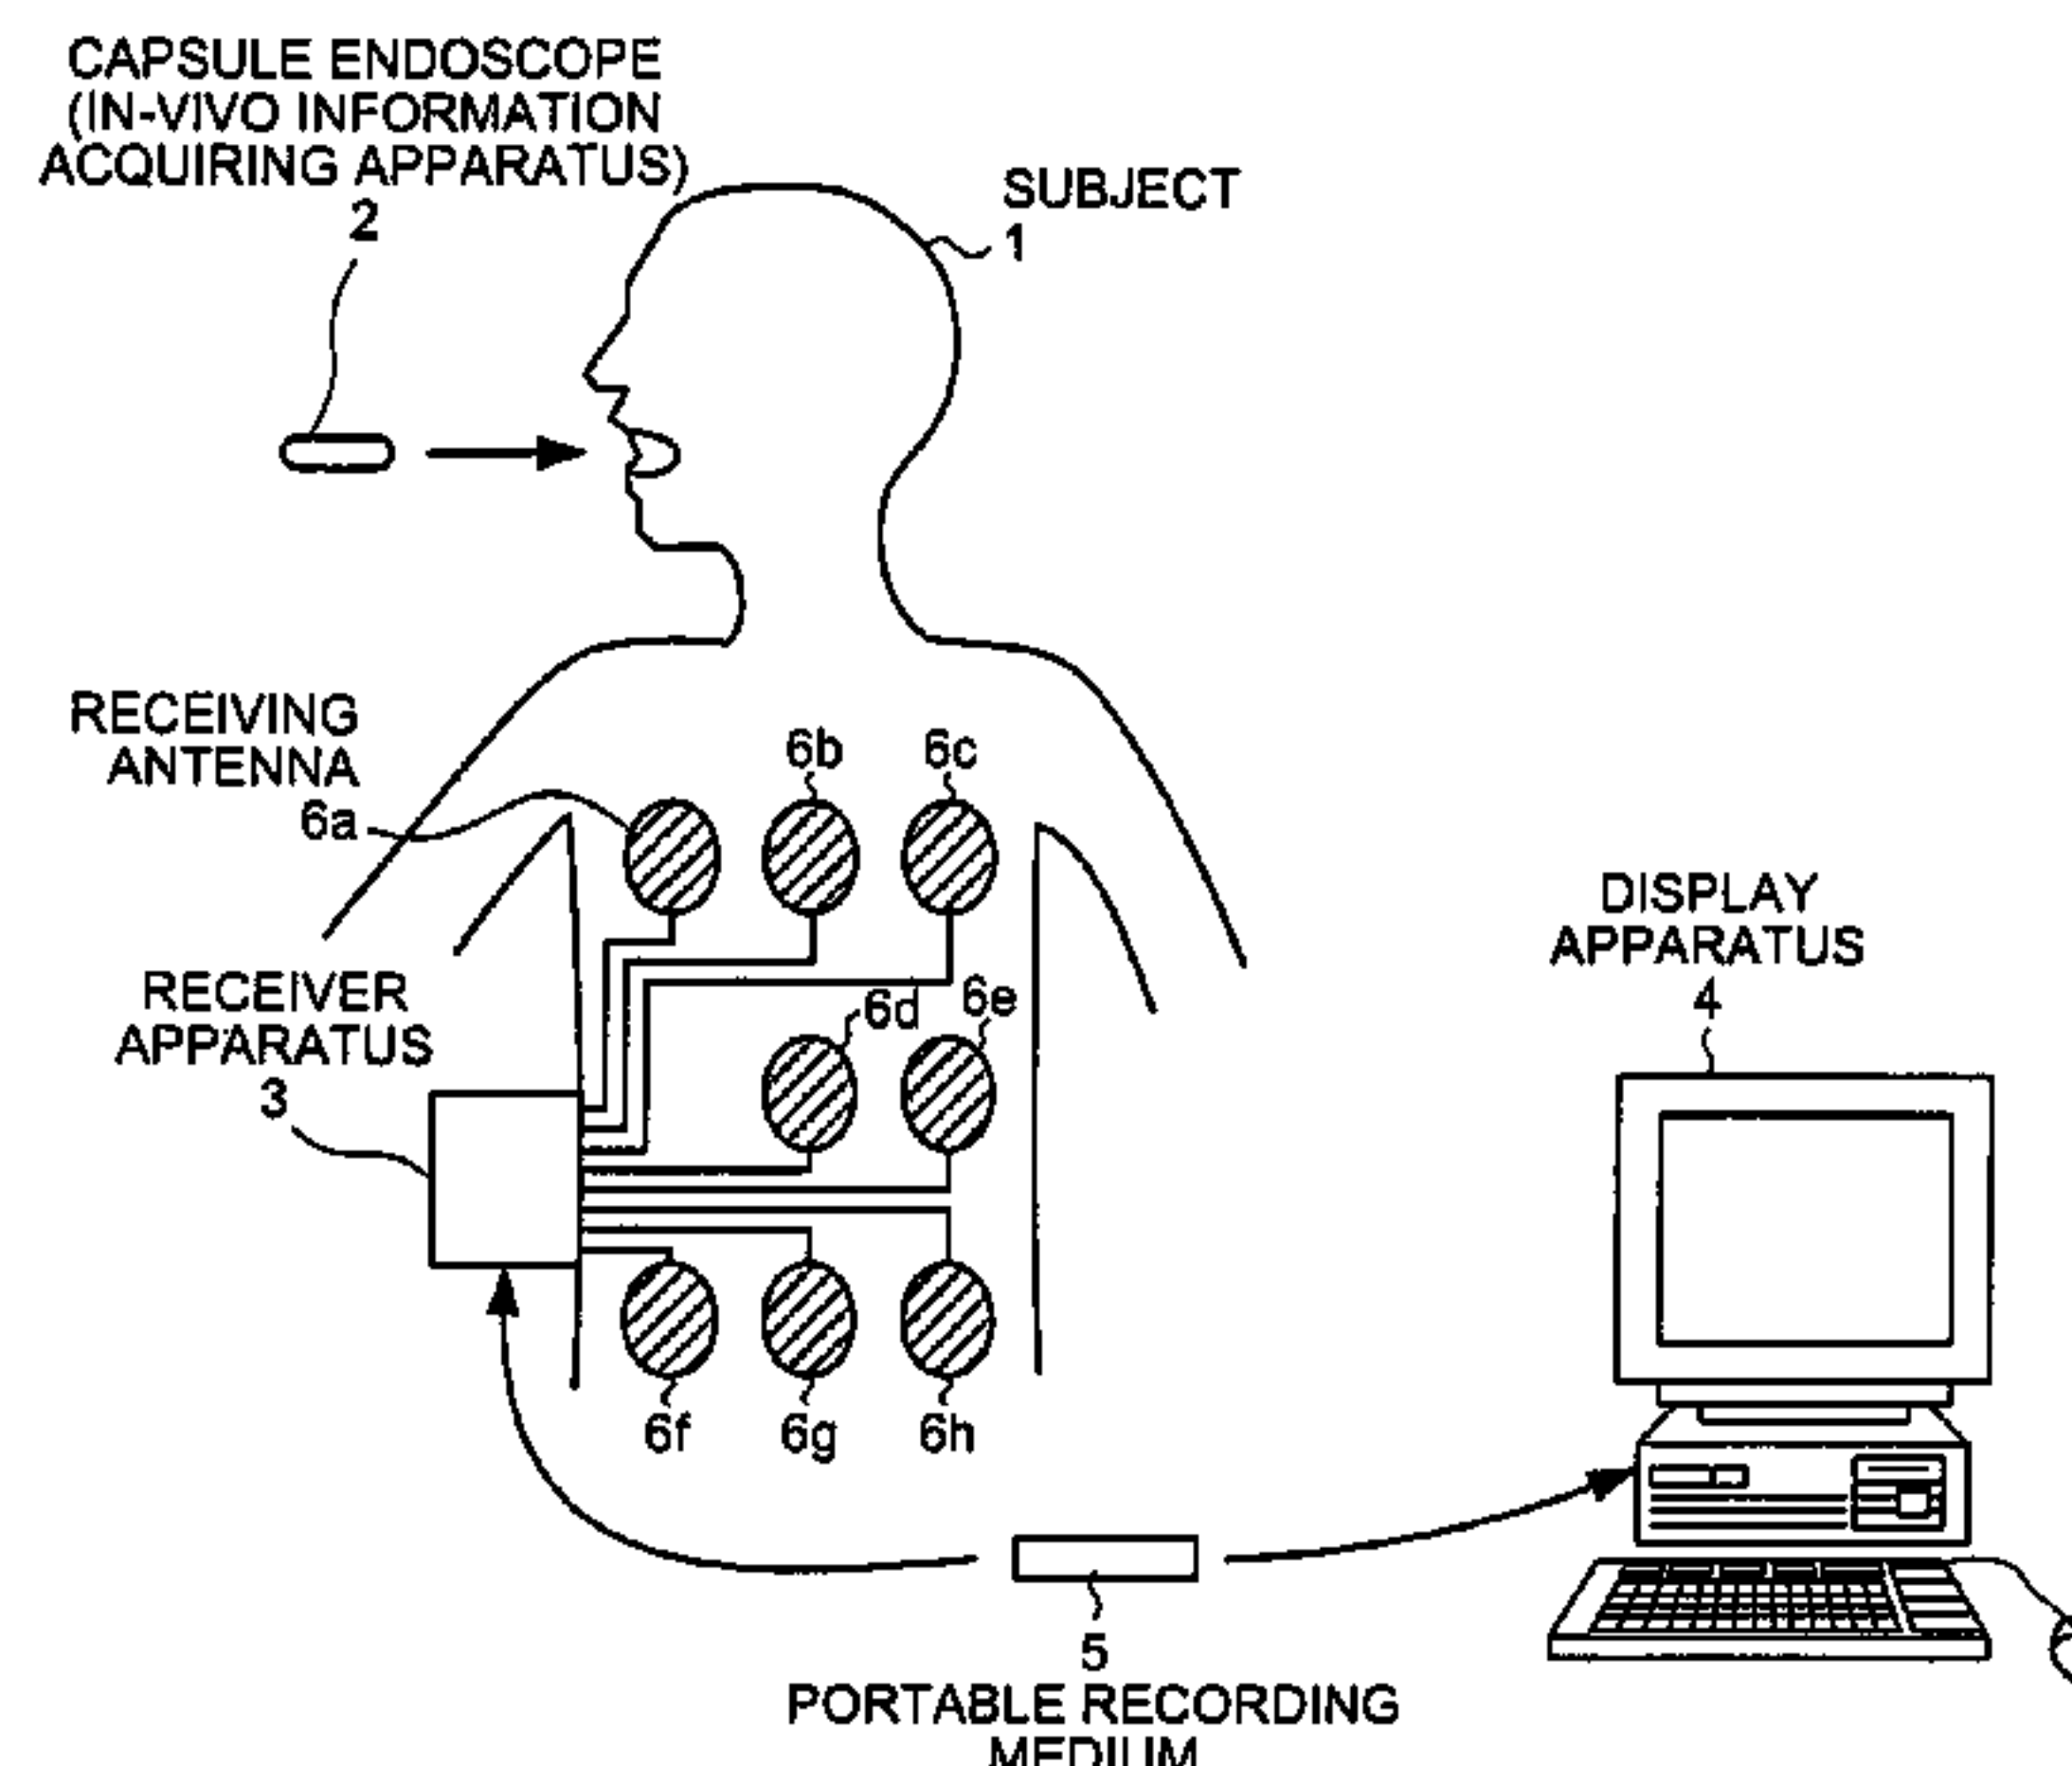 CAPSULE ENDOSCOPE
(IN-VIVO INFORMATION
ACQUIRING APPARATUS)
2
SUBJECT
1
RECEIVING
ANTENNA
6a
6b
6c
RECEIVER
APPARATUS
3
6d
6e
DISPLAY
APPARATUS
4
6f
6g
6h
5
PORTABLE RECORDING
MEDIUM